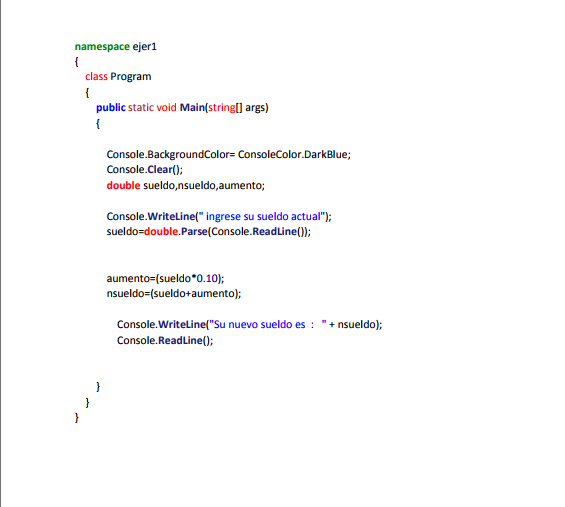 namespace ejer1
{
class Program
{
public static void Main(string[] args)
{
Console.BackgroundColor= ConsoleColor.DarkBlue;
Console.Clear();
double sueldo,nsueldo,aumento;
Console.WriteLine(" ingrese su sueldo actual");
sueldo=double.Parse(Console.ReadLine());
aumento=(sueldo*0.10);
nsueldo=(sueldo+aumento);
Console.WriteLine("Su nuevo sueldo es : " + nsueldo);
Console.ReadLine();
}
}
}